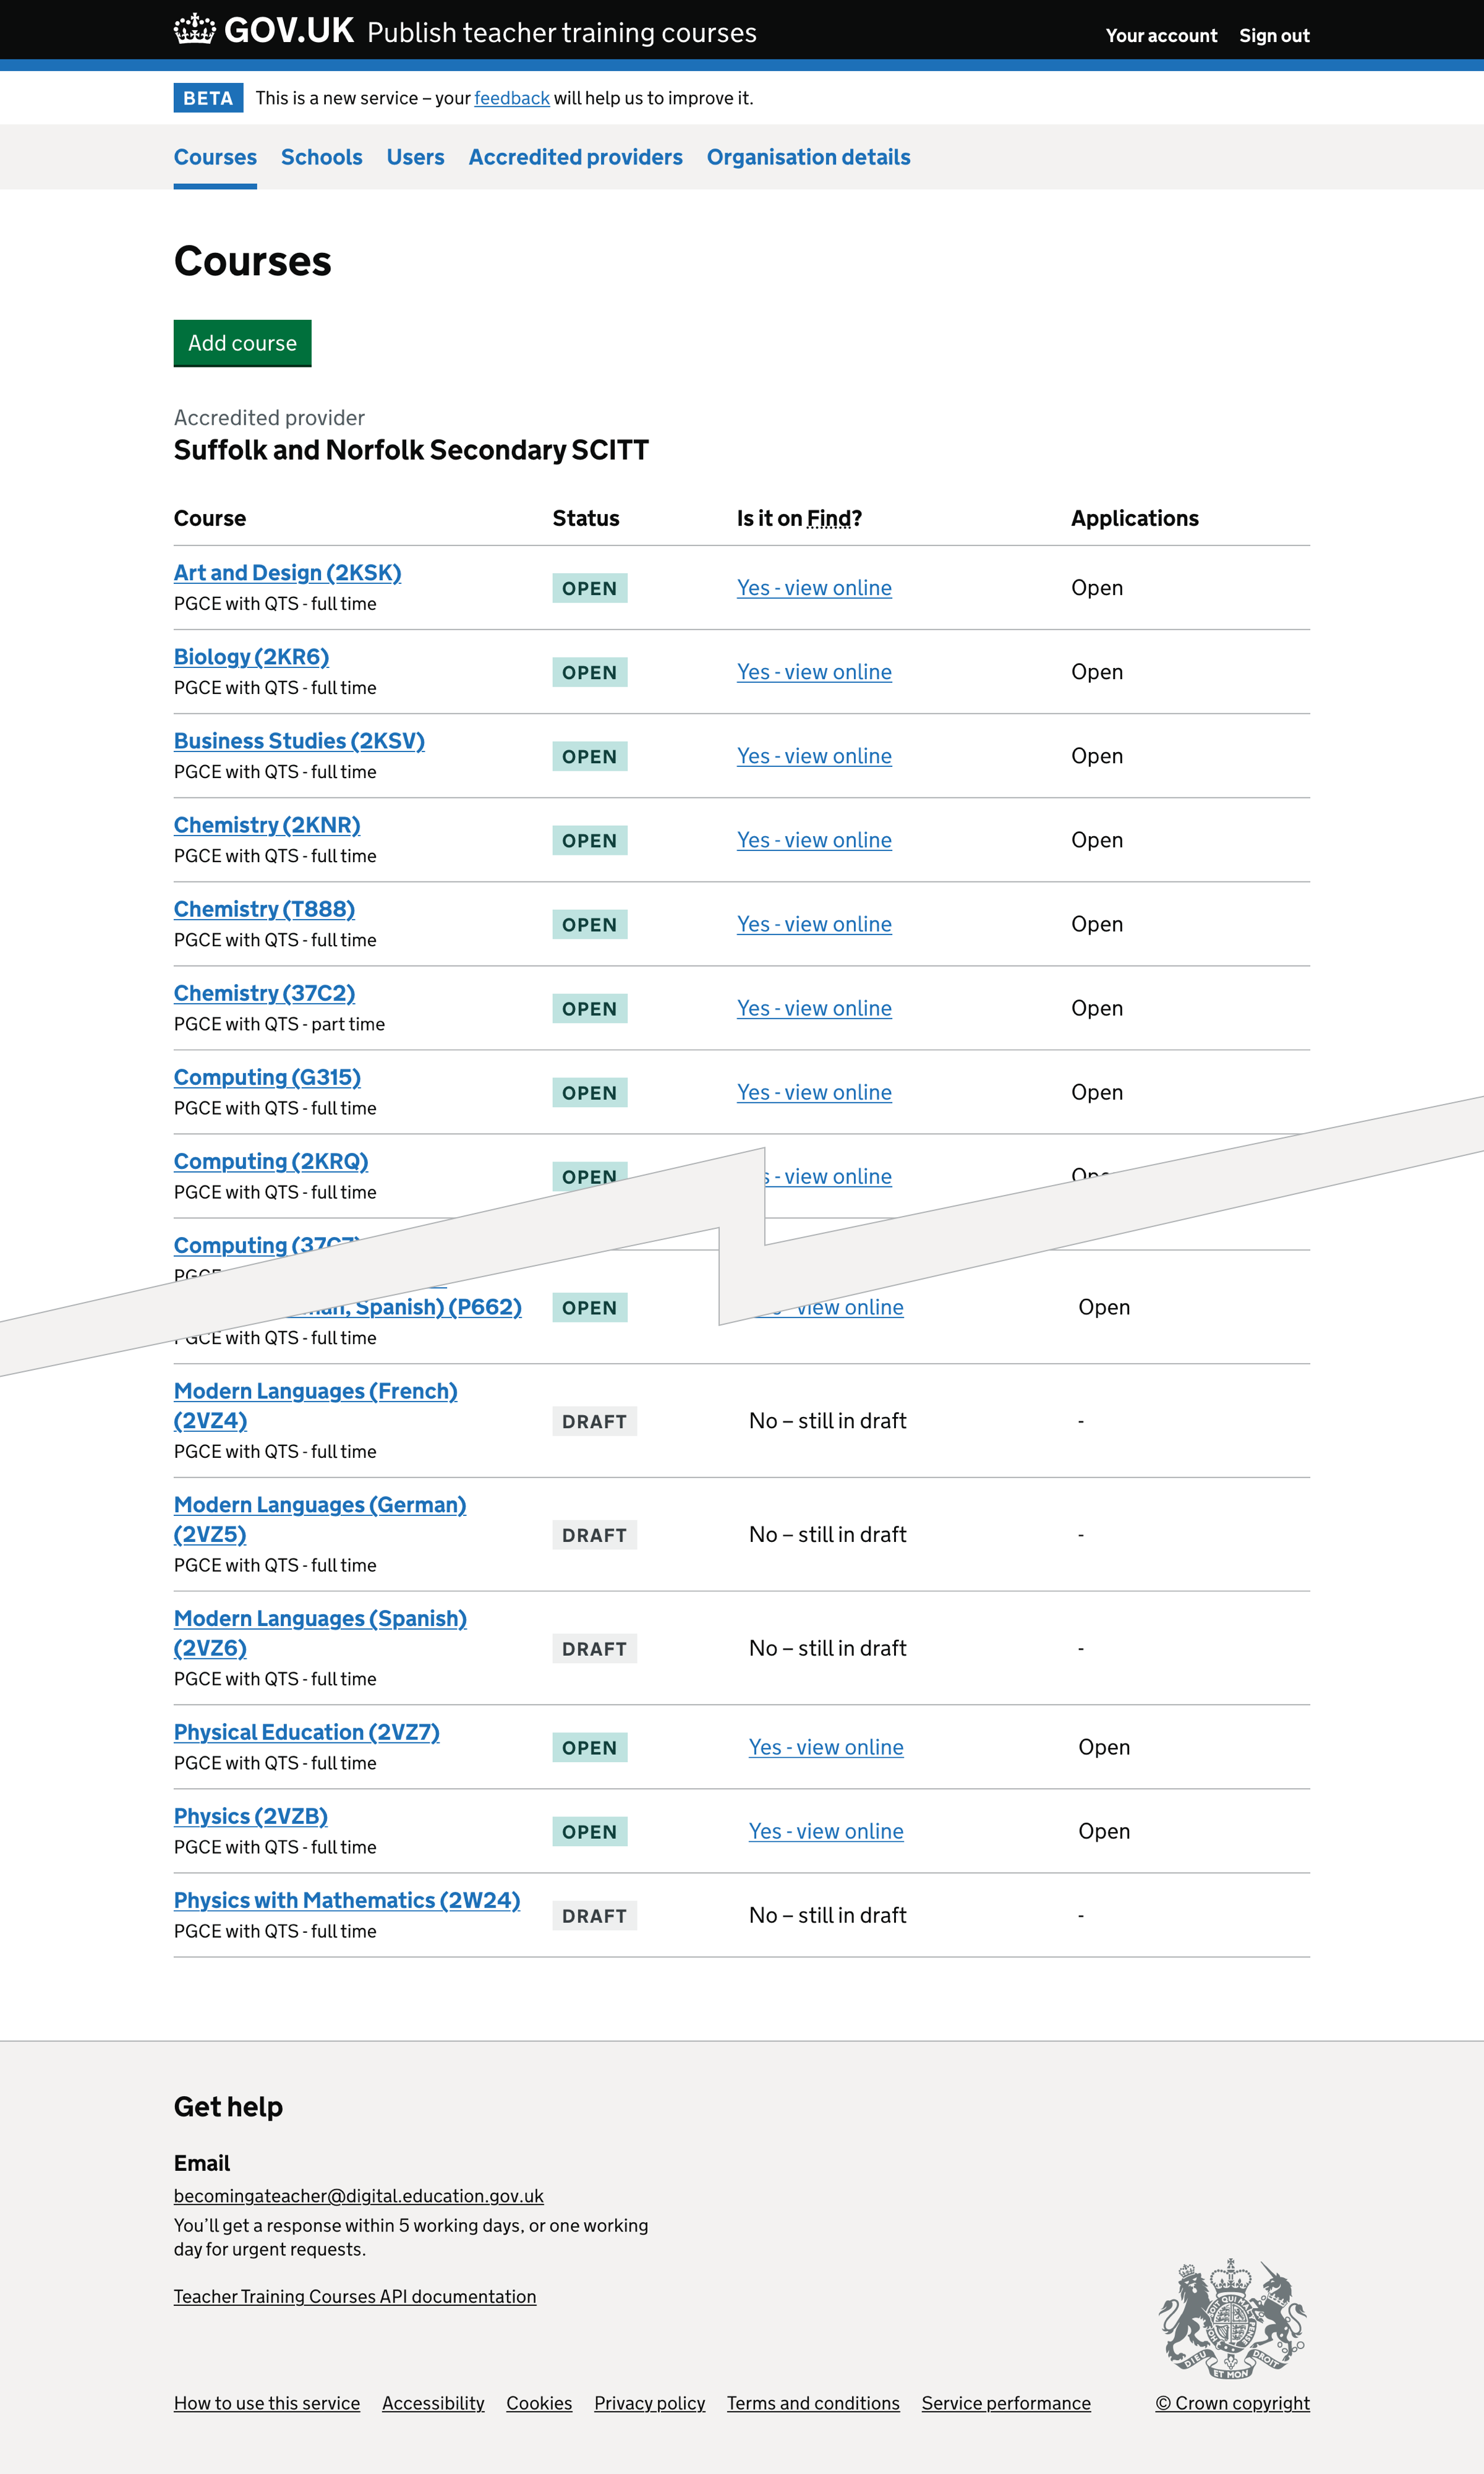 GOV.UK Publish teacher training courses
Your account Sign out
BETA This is a new service – your feedback will help us to improve it.
Courses Schools Users Accredited providers Organisation details
Courses
Add course
Accredited provider
Suffolk and Norfolk Secondary SCITT
Course Status Is it on Find? Applications
Art and Design (2KSK)
PGCE with QTS - full time
OPEN Yes - view online Open
Biology (2KR6)
PGCE with QTS - full time
OPEN Yes - view online Open
Business Studies (2KSV)
PGCE with QTS - full time
OPEN Yes - view online Open
Chemistry (2KNR)
PGCE with QTS - full time
OPEN Yes - view online Open
Chemistry (T888)
PGCE with QTS - full time
OPEN Yes - view online Open
Chemistry (37C2)
PGCE with QTS - part time
OPEN Yes - view online Open
Computing (G315)
PGCE with QTS - full time
OPEN Yes - view online Open
Computing (2KRQ)
PGCE with QTS - full time
OPEN - view online
Computing
Spanish) (P662)
PGCE with QTS - full time
OPEN view online Open
Modern Languages (French)
(2VZ4)
PGCE with QTS - full time
DRAFT No – still in draft -
Modern Languages (German)
(2VZ5)
PGCE with QTS - full time
DRAFT No – still in draft -
Modern Languages (Spanish)
(2VZ6)
PGCE with QTS - full time
DRAFT No – still in draft -
Physical Education (2VZ7)
PGCE with QTS - full time
OPEN Yes - view online Open
Physics (2VZB)
PGCE with QTS - full time
OPEN Yes - view online Open
Physics with Mathematics (2W24)
PGCE with QTS - full time
DRAFT No – still in draft -
Get help
Email
becomingateacher@digital.education.gov.uk
You’ll get a response within 5 working days, or one working
day for urgent requests.
Teacher Training Courses API documentation
DIEU ET MON DROIT
How to use this service Accessibility Cookies Privacy policy Terms and conditions Service performance © Crown copyright